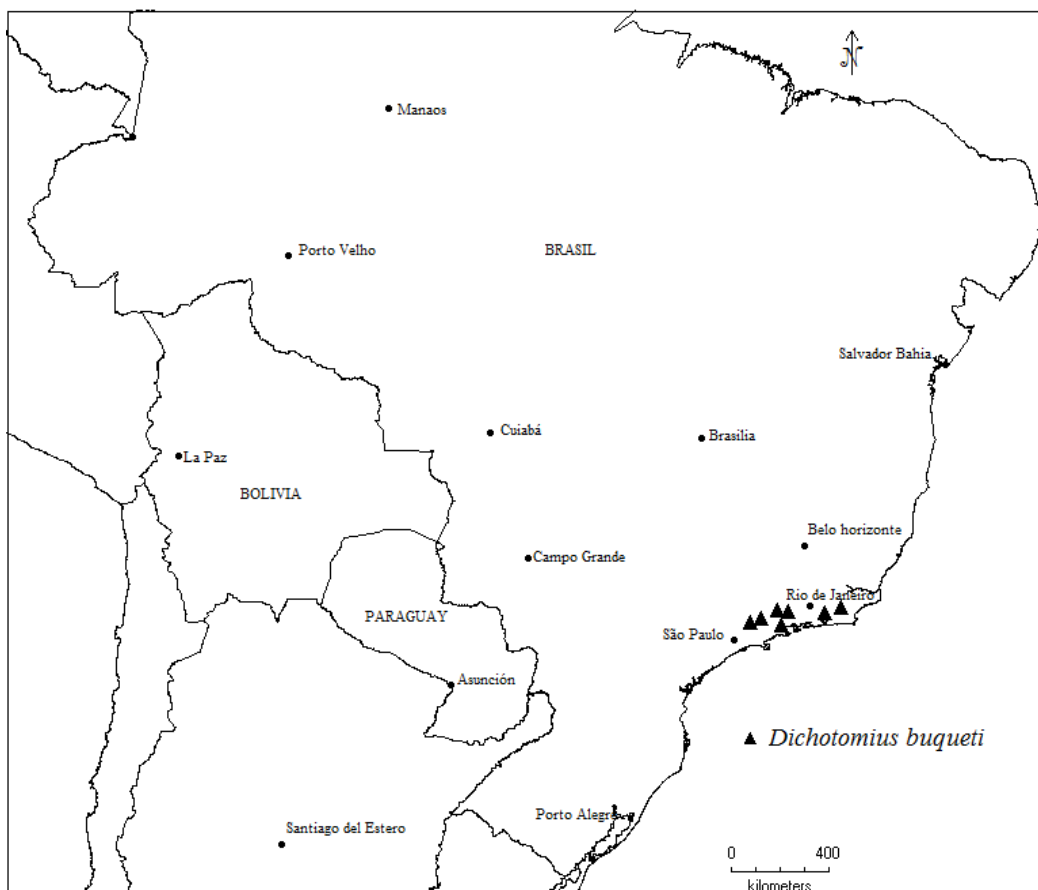 N
Manaos
Porto Velho
BRASIL
Salvador Bahia
Cuiabá
Brasilia
La Paz
BOLIVIA
Belo horizonte
Campo Grande
Rio de Janeiro
PARAGUAY
São Paulo
Asunción
Dichotomius buqueti
Porto Alegre
Santiago del Estero
0 400
kilometers